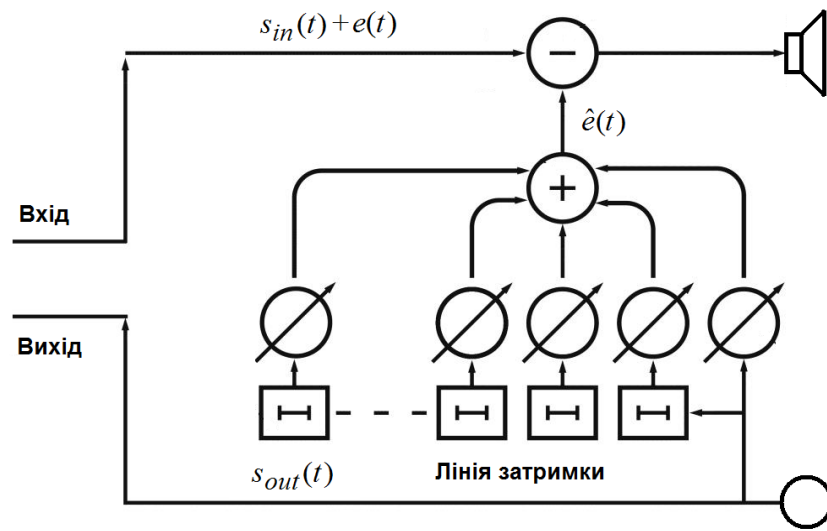 s_in(t) + e(t)
−
ê(t)
+
Вхід
Вихід
s_out(t)
Лінія затримки